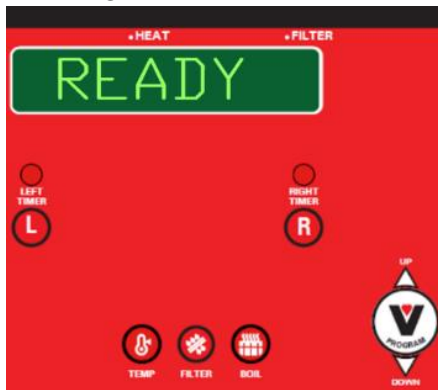 •HEAT •FILTER
READY
LEFT
TIMER
L
RIGHT
TIMER
R
UP
V
PROGRAM
DOWN
TEMP FILTER BOIL